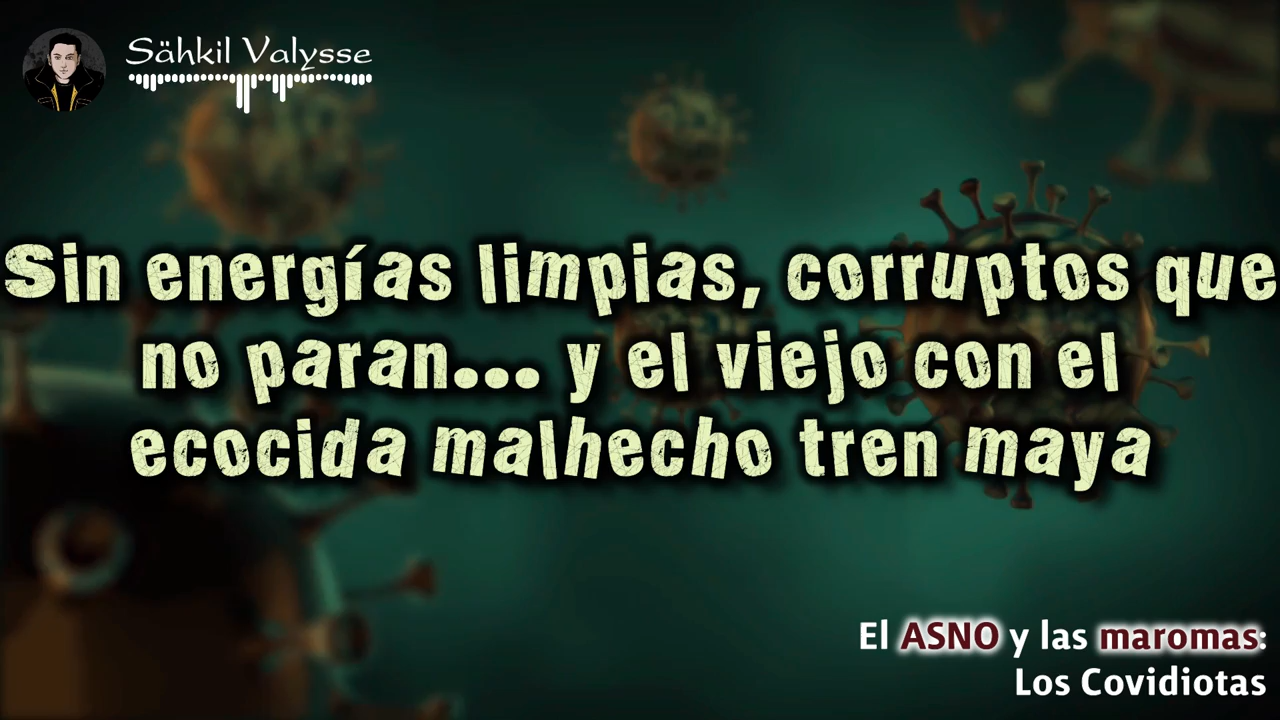 Sähkil Valysse
Sin energías limpias, corruptos que
no paran... y el viejo con el
ecocida malhecho tren maya
El ASNO y las maromas:
Los Covidiotas